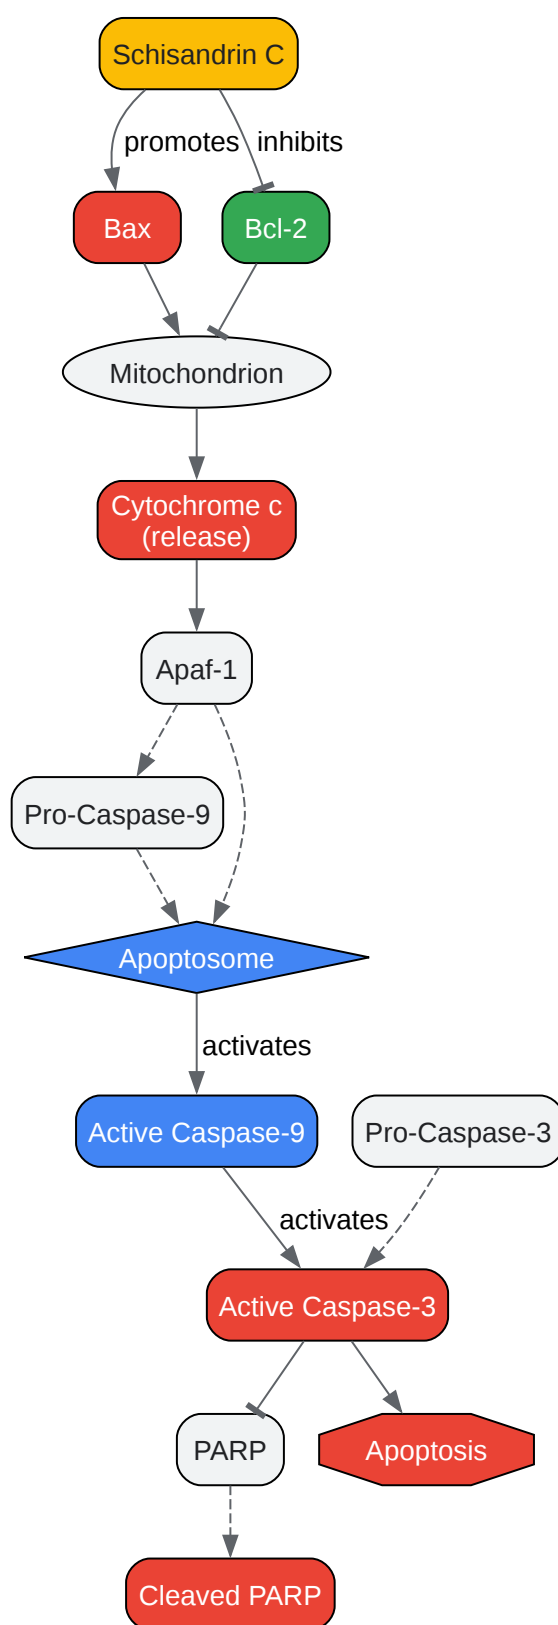 Schisandrin C
promotes
inhibits
Bax
Bcl-2
Mitochondrion
Cytochrome c
(release)
Apaf-1
Pro-Caspase-9
Apoptosome
activates
Active Caspase-9
Pro-Caspase-3
activates
Active Caspase-3
PARP
Apoptosis
Cleaved PARP